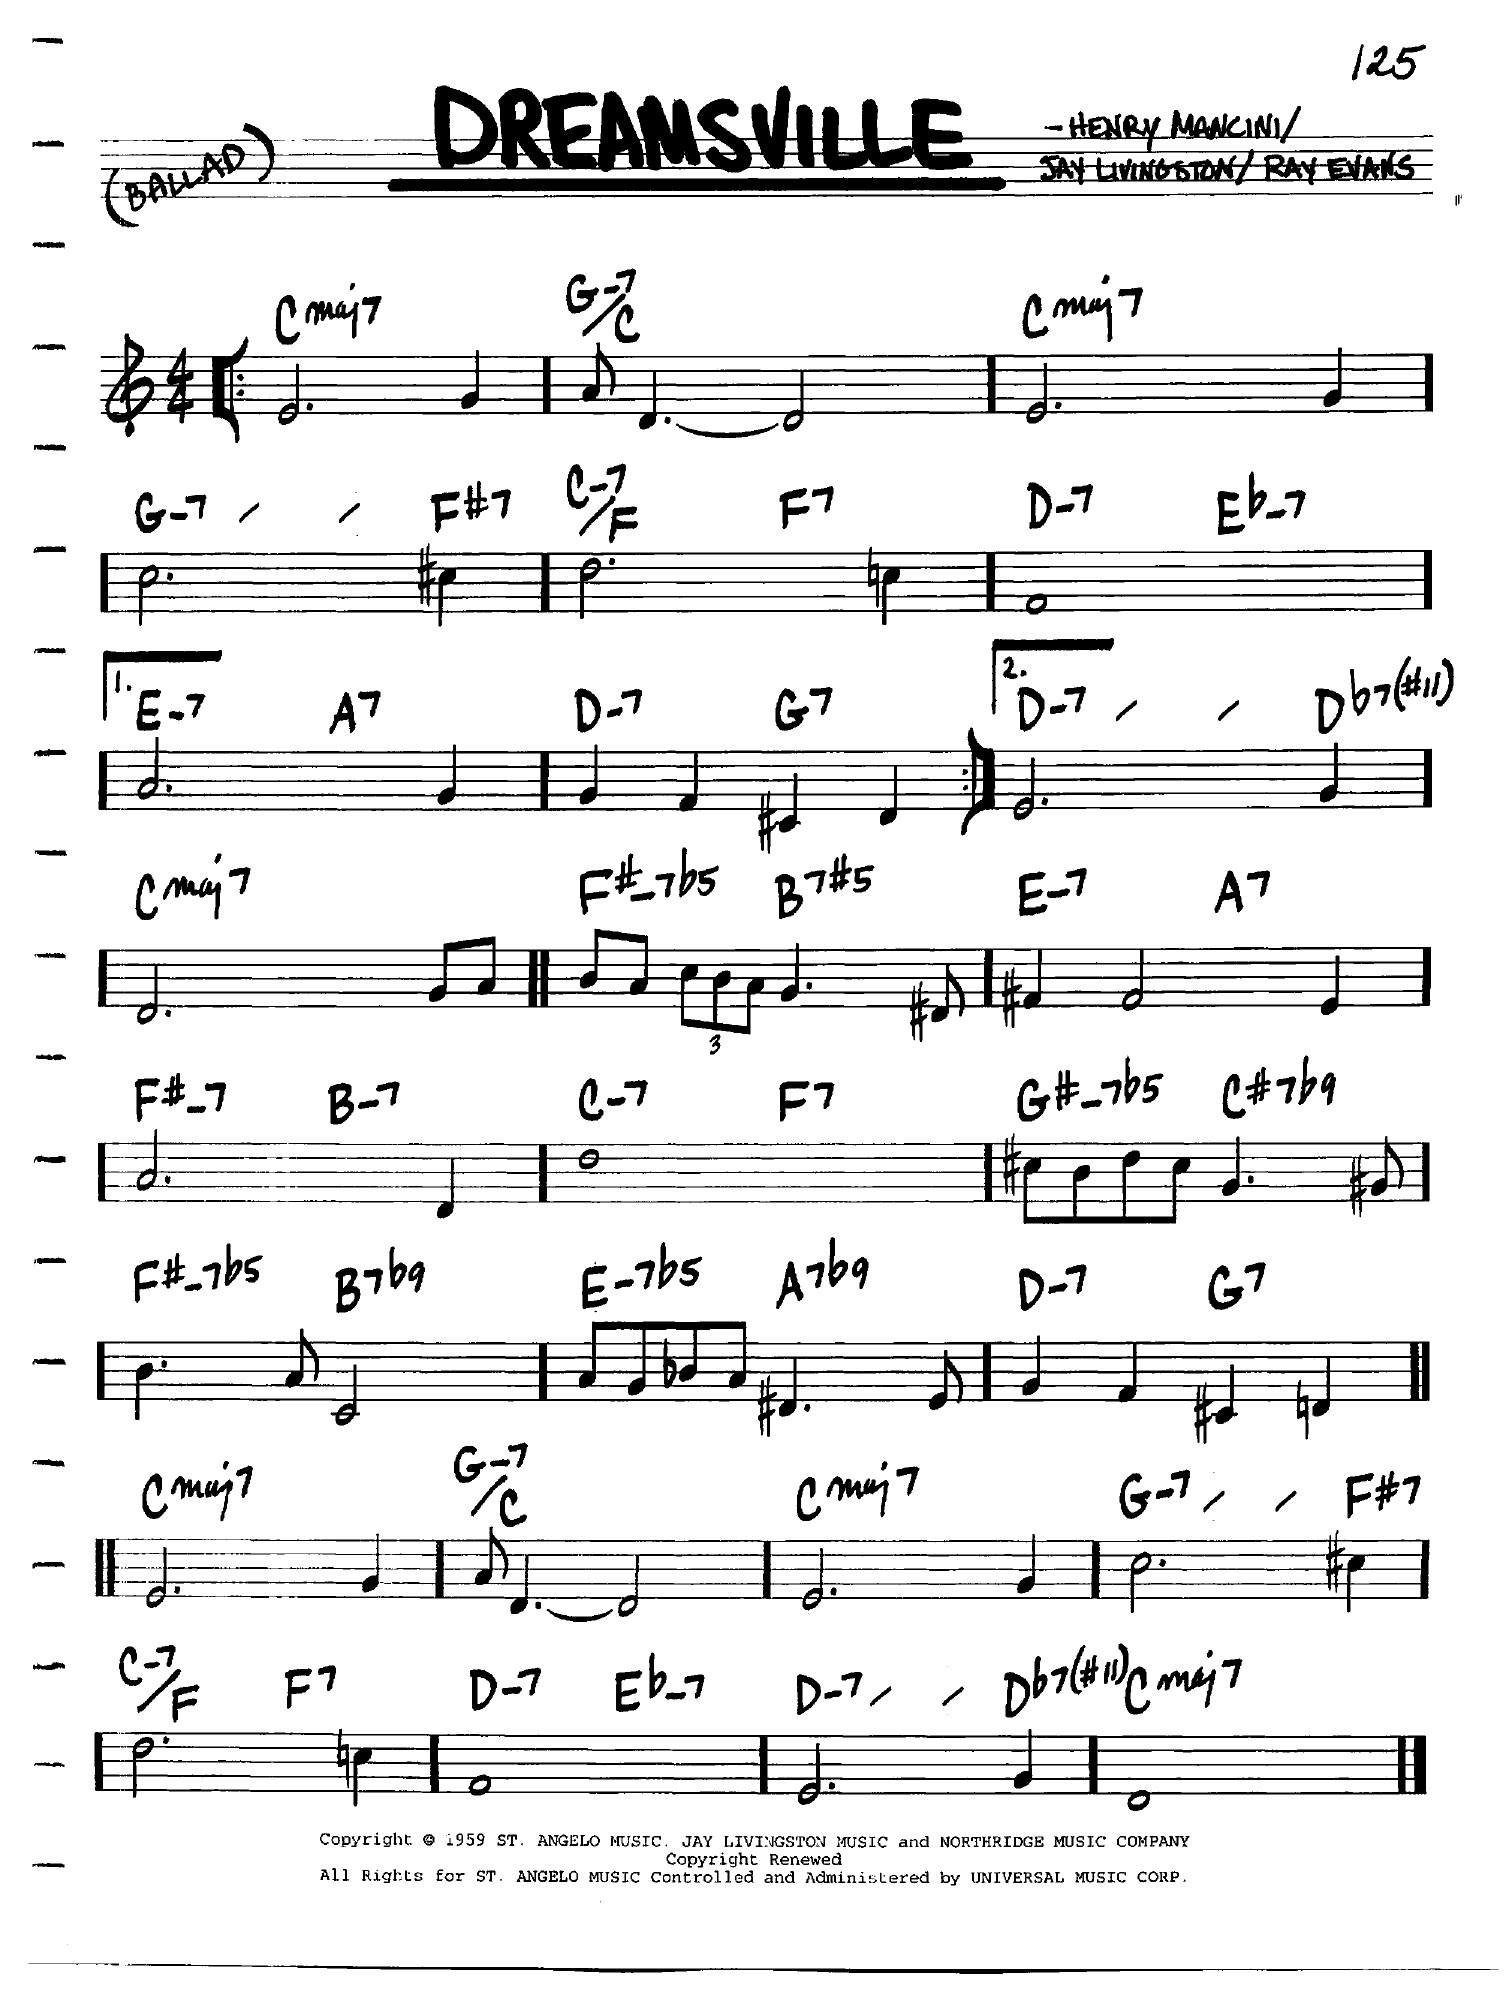 125
DREAMSVILLE
(BALLAD)
- HENRY MANCINI/
JAY LIVINGSTON/ RAY EVANS
Cmaj7 G-7/C Cmaj7
4/4
G-7 / / F#7 C-7/F F7 D-7 Eb-7
1. E-7 A7 D-7 G7 2. D-7 / / Db7(#11)
Cmaj7 F#-7b5 B7#5 E-7 A7
3
F#-7 B-7 C-7 F7 G#-7b5 C#7b9
F#-7b5 B7b9 E-7b5 A7b9 D-7 G7
Cmaj7 G-7/C Cmaj7 G-7 / / F#7
C-7/F F7 D-7 Eb-7 D-7 / / Db7(#11) Cmaj7
Copyright © 1959 ST. ANGELO MUSIC, JAY LIVINGSTON MUSIC and NORTHRIDGE MUSIC COMPANY
Copyright Renewed
All Rights for ST. ANGELO MUSIC Controlled and Administered by UNIVERSAL MUSIC CORP.